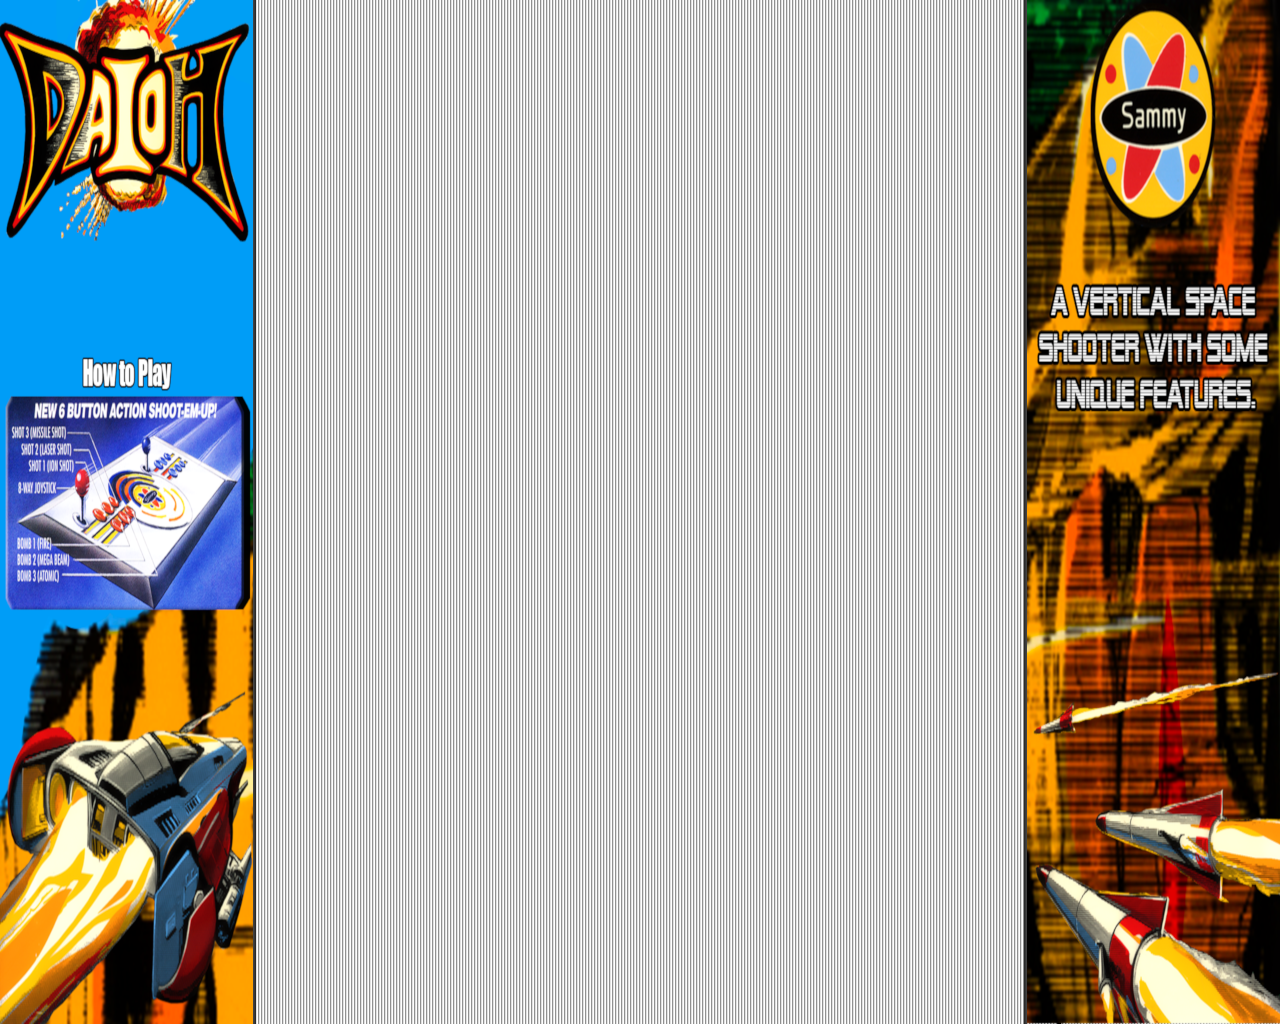 DAIOH
How to Play
NEW 6 BUTTON ACTION SHOOT-EM-UP!
SHOT 3 (MISSILE SHOT)
SHOT 2 (LASER SHOT)
SHOT 1 (ION SHOT)
8-WAY JOYSTICK
BOMB 1 (FIRE)
BOMB 2 (MEGA BEAM)
BOMB 3 (ATOMIC)
Sammy
A VERTICAL SPACE
SHOOTER WITH SOME
UNIQUE FEATURES.